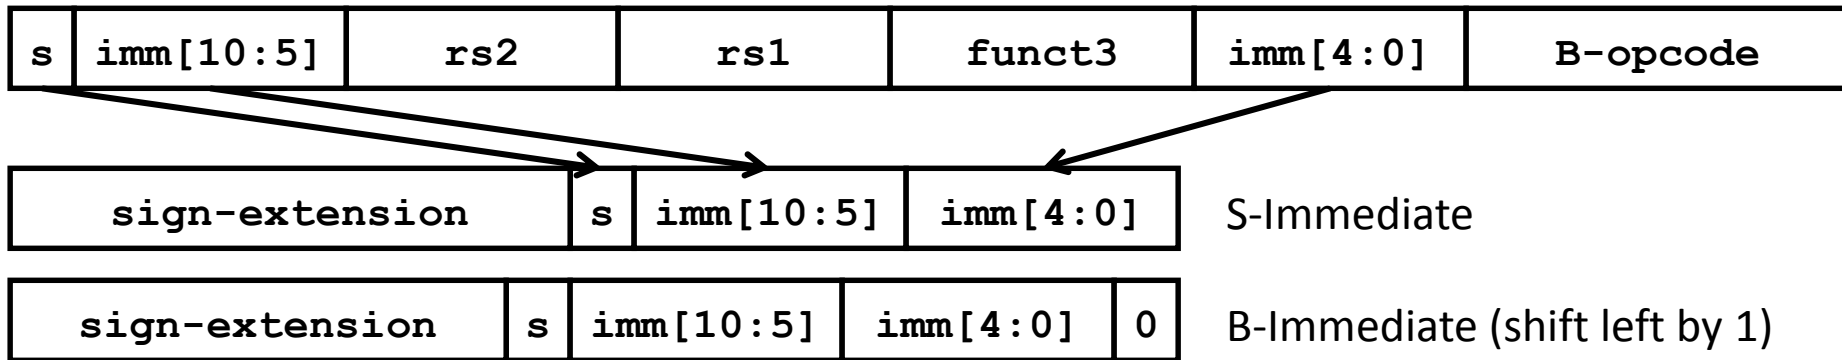 s imm[10:5] rs2 rs1 funct3 imm[4:0] B-opcode
sign-extension s imm[10:5] imm[4:0] S-Immediate
sign-extension s imm[10:5] imm[4:0] 0 B-Immediate (shift left by 1)